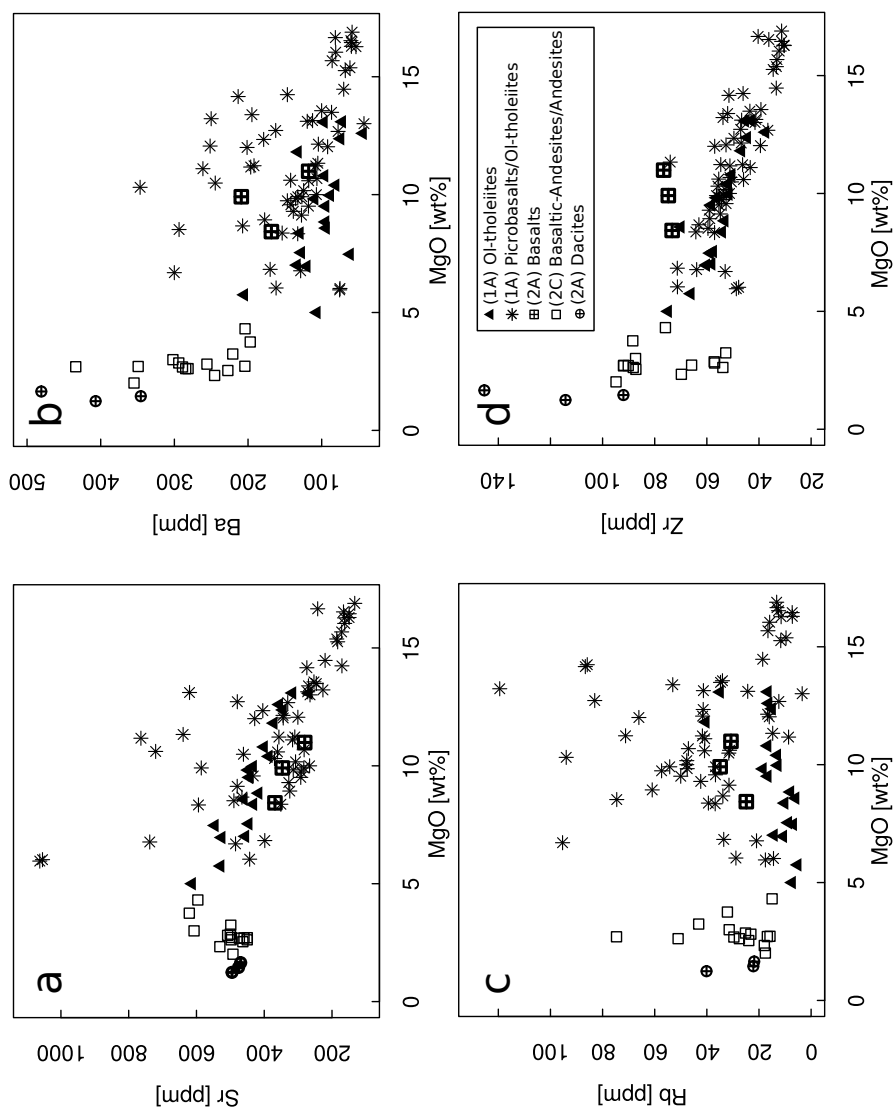 a
Sr [ppm]
1000
800
600
400
200
0
5
10
15
MgO [wt%]
b
Ba [ppm]
500
400
300
200
100
0
5
10
15
MgO [wt%]
c
Rb [ppm]
80
60
40
20
0
0
5
10
15
MgO [wt%]
d
Zr [ppm]
140
100
80
60
40
20
0
5
10
15
MgO [wt%]
(1A) Ol-tholeiites
(1A) Picrobasalts/Ol-tholeiites
(2A) Basalts
(2C) Basaltic-Andesites/Andesites
(2A) Dacites